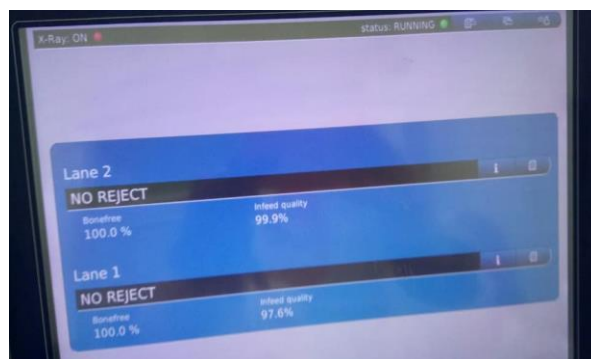 X-Ray: ON
status: RUNNING
Lane 2
NO REJECT
Bonefree
Infeed quality
100.0 %
99.9%
Lane 1
NO REJECT
Bonefree
Infeed quality
100.0 %
97.6%